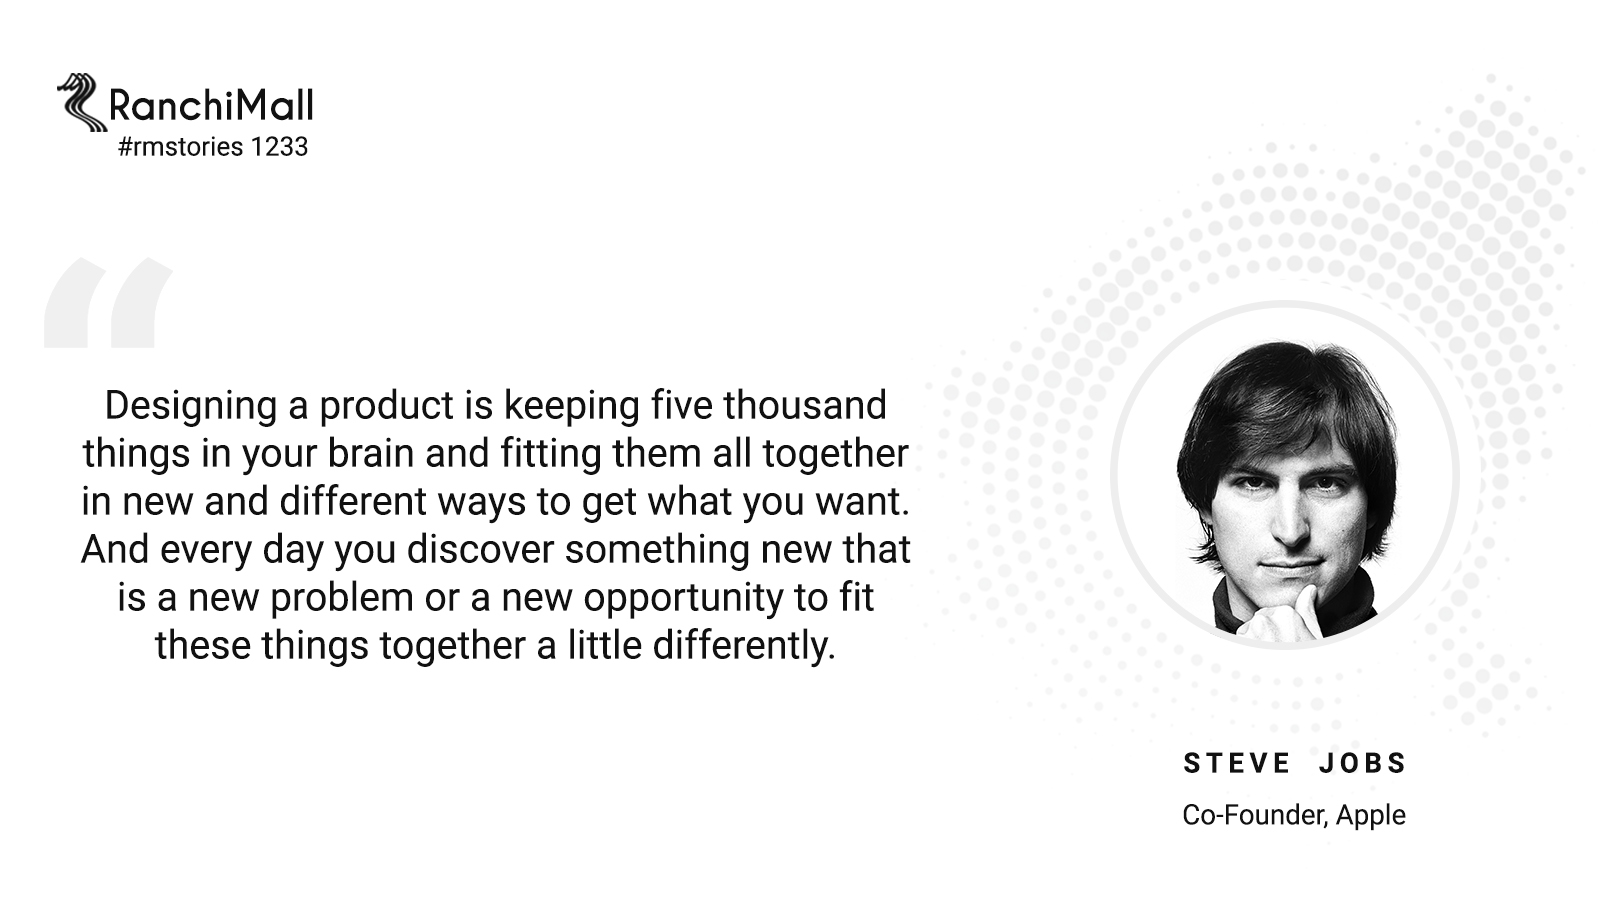 RanchiMall
#rmstories 1233
“
Designing a product is keeping five thousand
things in your brain and fitting them all together
in new and different ways to get what you want.
And every day you discover something new that
is a new problem or a new opportunity to fit
these things together a little differently.
STEVE JOBS
Co-Founder, Apple